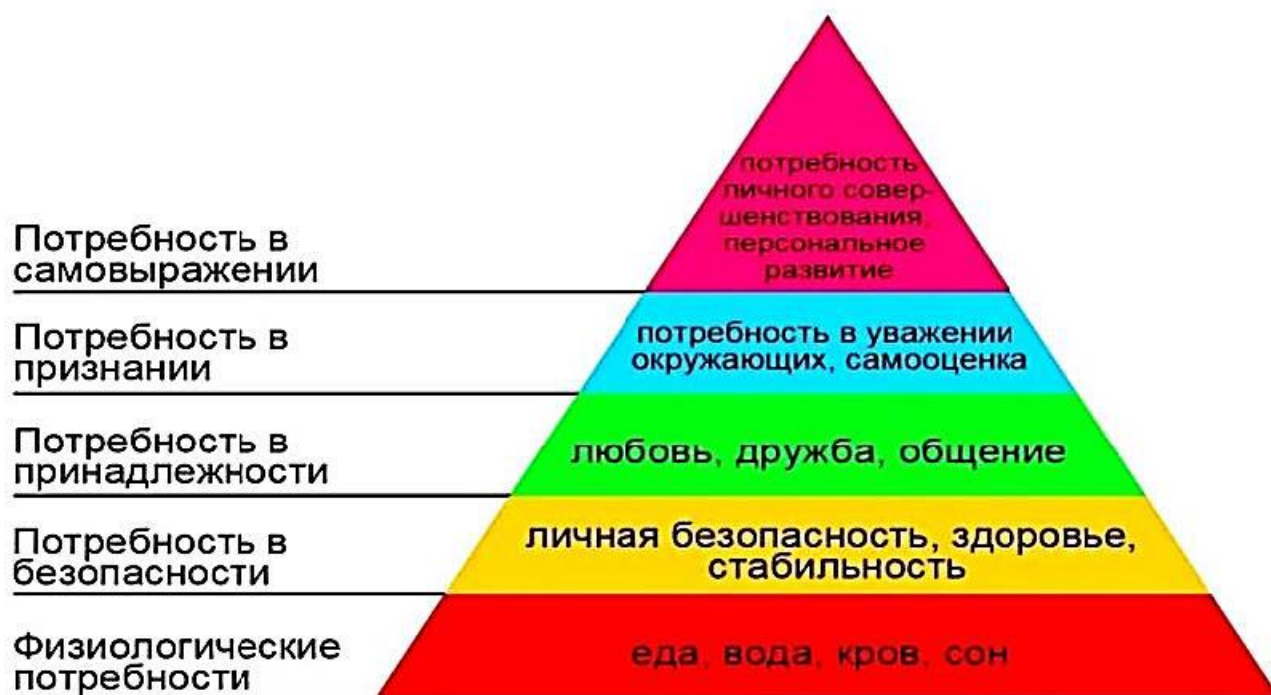 потребность
личного совер-
шенствования,
персональное
развитие
Потребность в
самовыражении
потребность в уважении
окружающих, самооценка
Потребность в
признании
любовь, дружба, общение
Потребность в
принадлежности
личная безопасность, здоровье,
стабильность
Потребность в
безопасности
еда, вода, кров, сон
Физиологические
потребности